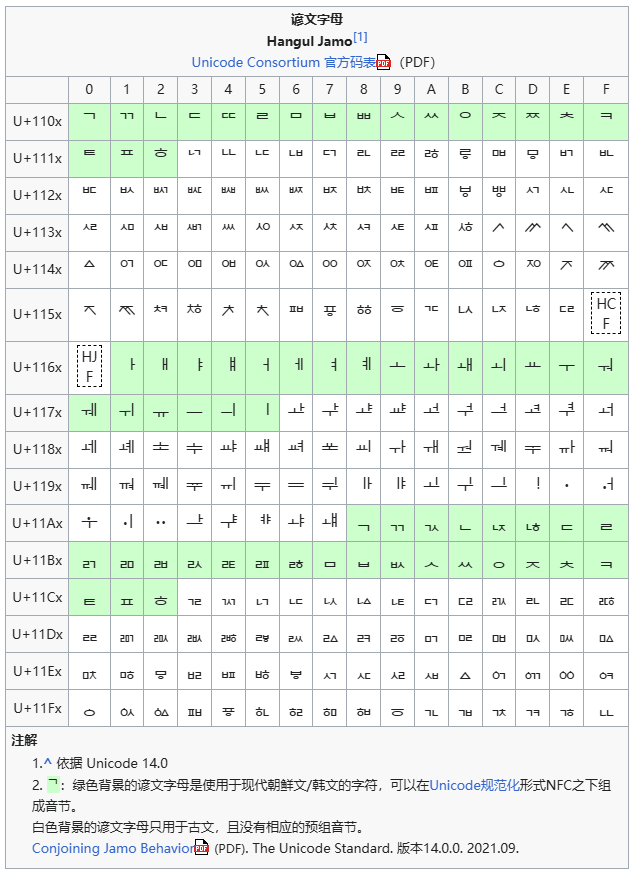 谚文字母
Hangul Jamo[1]
Unicode Consortium 官方码表 (PDF)
0 1 2 3 4 5 6 7 8 9 A B C D E F
U+110x ᄀ ᄁ ᄂ ᄃ ᄄ ᄅ ᄆ ᄇ ᄈ ᄉ ᄊ ᄋ ᄌ ᄍ ᄎ ᄏ
U+111x ᄐ ᄑ ᄒ ᄓ ᄔ ᄕ ᄖ ᄗ ᄘ ᄙ ᄚ ᄛ ᄜ ᄝ ᄞ ᄟ
U+112x ᄠ ᄡ ᄢ ᄣ ᄤ ᄥ ᄦ ᄧ ᄨ ᄩ ᄪ ᄫ ᄬ ᄭ ᄮ ᄯ
U+113x ᄰ ᄱ ᄲ ᄳ ᄴ ᄵ ᄶ ᄷ ᄸ ᄹ ᄺ ᄻ ᄼ ᄽ ᄾ ᄿ
U+114x ᅀ ᅁ ᅂ ᅃ ᅄ ᅅ ᅆ ᅇ ᅈ ᅉ ᅊ ᅋ ᅌ ᅍ ᅎ ᅏ
U+115x ᅐ ᅑ ᅒ ᅓ ᅔ ᅕ ᅖ ᅗ ᅘ ᅙ ᅚ ᅛ ᅜ ᅝ ᅞ HCF
U+116x HJF ᅡ ᅢ ᅣ ᅤ ᅥ ᅦ ᅧ ᅨ ᅩ ᅪ ᅫ ᅬ ᅭ ᅮ ᅯ
U+117x ᅰ ᅱ ᅲ ᅳ ᅴ ᅵ ᅶ ᅷ ᅸ ᅹ ᅺ ᅻ ᅼ ᅽ ᅾ ᅿ
U+118x ᆀ ᆁ ᆂ ᆃ ᆄ ᆅ ᆆ ᆇ ᆈ ᆉ ᆊ ᆋ ᆌ ᆍ ᆎ ᆏ
U+119x ᆐ ᆑ ᆒ ᆓ ᆔ ᆕ ᆖ ᆗ ᆘ ᆙ ᆚ ᆛ ᆜ ᆝ ᆞ ᆟ
U+11Ax ᆠ ᆡ ᆢ ᆣ ᆤ ᆥ ᆦ ᆧ ᆨ ᆩ ᆪ ᆫ ᆬ ᆭ ᆮ ᆯ
U+11Bx ᆰ ᆱ ᆲ ᆳ ᆴ ᆵ ᆶ ᆷ ᆸ ᆹ ᆺ ᆻ ᆼ ᆽ ᆾ ᆿ
U+11Cx ᇀ ᇁ ᇂ ᇃ ᇄ ᇅ ᇆ ᇇ ᇈ ᇉ ᇊ ᇋ ᇌ ᇍ ᇎ ᇏ
U+11Dx ᇐ ᇑ ᇒ ᇓ ᇔ ᇕ ᇖ ᇗ ᇘ ᇙ ᇚ ᇛ ᇜ ᇝ ᇞ ᇟ
U+11Ex ᇠ ᇡ ᇢ ᇣ ᇤ ᇥ ᇦ ᇧ ᇨ ᇩ ᇪ ᇫ ᇬ ᇭ ᇮ ᇯ
U+11Fx ᇰ ᇱ ᇲ ᇳ ᇴ ᇵ ᇶ ᇷ ᇸ ᇹ ᇺ ᇻ ᇼ ᇽ ᇾ ᇿ
注解
1.^ 依据 Unicode 14.0
2. ᄀ：绿色背景的谚文字母是使用于现代朝鲜文/韩文的字符，可以在Unicode规范化形式NFC之下组
成音节。
白色背景的谚文字母只用于古文，且没有相应的预组音节。
Conjoining Jamo Behavior (PDF). The Unicode Standard. 版本14.0.0. 2021.09.